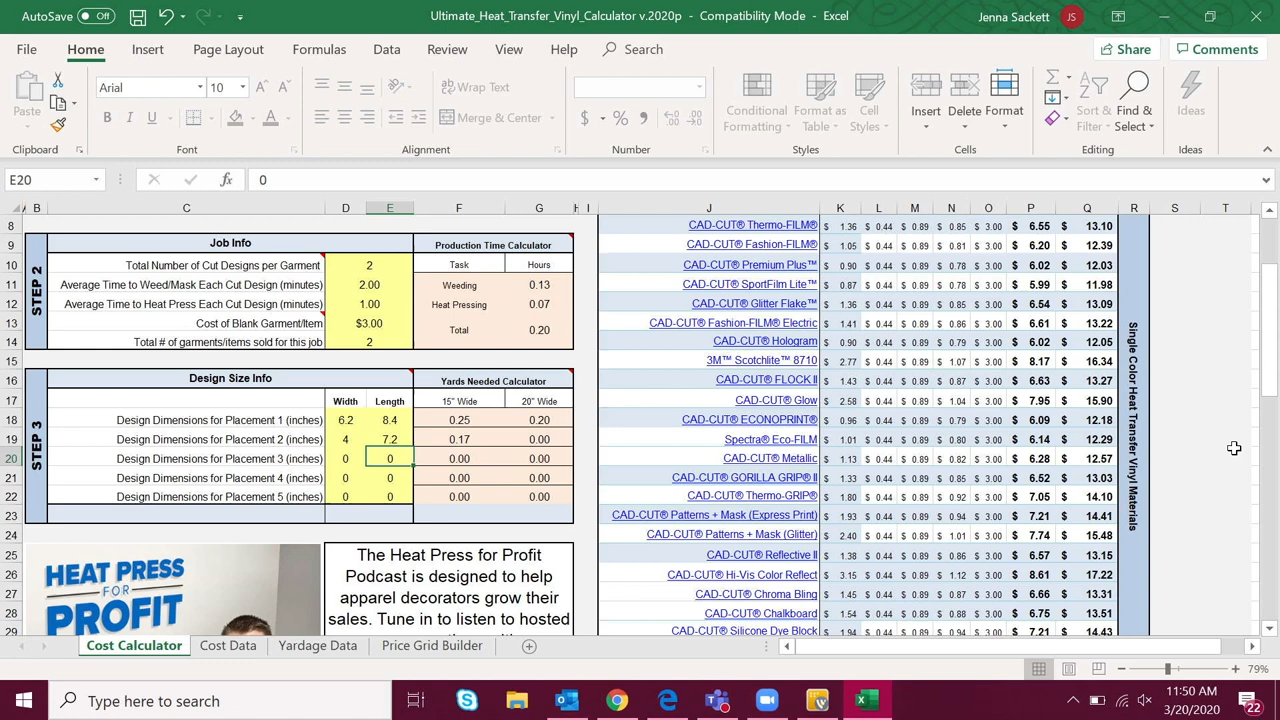 AutoSave Off Ultimate_Heat_Transfer_Vinyl_Calculator v.2020p - Compatibility Mode - Excel Jenna Sackett JS
File Home Insert Page Layout Formulas Data Review View Help Search Share Comments
Paste Arial 10 Wrap Text Conditional Format as Cell Insert Delete Format Sort & Find & Ideas
B I U A Merge & Center $ % Formatting Table Styles Filter Select
Clipboard Font Alignment Number Styles Cells Editing Ideas
E20 fx 0
A B C D E F G H I J K L M N O P Q R S T
8 CAD-CUT® Thermo-FILM® $ 1.36 $ 0.44 $ 0.89 $ 0.85 $ 3.00 $ 6.55 $ 13.10
9 Job Info Production Time Calculator CAD-CUT® Fashion-FILM® $ 1.05 $ 0.44 $ 0.89 $ 0.81 $ 3.00 $ 6.20 $ 12.39
10 Total Number of Cut Designs per Garment 2 Task Hours CAD-CUT® Premium Plus™ $ 0.90 $ 0.44 $ 0.89 $ 0.78 $ 3.00 $ 6.02 $ 12.03
11 Average Time to Weed/Mask Each Cut Design (minutes) 2.00 Weeding 0.13 CAD-CUT® SportFilm Lite™ $ 0.87 $ 0.44 $ 0.89 $ 0.78 $ 3.00 $ 5.99 $ 11.98
12 Average Time to Heat Press Each Cut Design (minutes) 1.00 Heat Pressing 0.07 CAD-CUT® Glitter Flake™ $ 1.36 $ 0.44 $ 0.89 $ 0.85 $ 3.00 $ 6.54 $ 13.09
13 Cost of Blank Garment/Item $3.00 Total 0.20 CAD-CUT® Fashion-FILM® Electric $ 1.41 $ 0.44 $ 0.89 $ 0.86 $ 3.00 $ 6.61 $ 13.22
14 Total # of garments/items sold for this job 2 CAD-CUT® Hologram $ 0.90 $ 0.44 $ 0.89 $ 0.78 $ 3.00 $ 6.02 $ 12.05
STEP 2
15 3M™ Scotchlite™ 8710 $ 2.77 $ 0.44 $ 0.89 $ 1.07 $ 3.00 $ 8.17 $ 16.34
16 Design Size Info Yards Needed Calculator CAD-CUT® FLOCK II $ 1.43 $ 0.44 $ 0.89 $ 0.87 $ 3.00 $ 6.63 $ 13.27
17 Width Length 15" Wide 20" Wide CAD-CUT® Glow $ 2.58 $ 0.44 $ 0.89 $ 1.04 $ 3.00 $ 7.95 $ 15.90
18 Design Dimensions for Placement 1 (inches) 6.2 8.4 0.25 0.20 CAD-CUT® ECONOPRINT® $ 0.96 $ 0.44 $ 0.89 $ 0.79 $ 3.00 $ 6.09 $ 12.18
19 Design Dimensions for Placement 2 (inches) 4 7.2 0.17 0.00 Spectra® Eco-FILM $ 1.01 $ 0.44 $ 0.89 $ 0.80 $ 3.00 $ 6.14 $ 12.29
20 Design Dimensions for Placement 3 (inches) 0 0 0.00 0.00 CAD-CUT® Metallic $ 1.13 $ 0.44 $ 0.89 $ 0.82 $ 3.00 $ 6.28 $ 12.57
21 Design Dimensions for Placement 4 (inches) 0 0 0.00 0.00 CAD-CUT® GORILLA GRIP® II $ 1.33 $ 0.44 $ 0.89 $ 0.85 $ 3.00 $ 6.52 $ 13.03
22 Design Dimensions for Placement 5 (inches) 0 0 0.00 0.00 CAD-CUT® Thermo-GRIP® $ 1.80 $ 0.44 $ 0.89 $ 0.92 $ 3.00 $ 7.05 $ 14.10
STEP 3
Single Color Heat Transfer Vinyl Materials
23 CAD-CUT® Patterns + Mask (Express Print) $ 1.93 $ 0.44 $ 0.89 $ 0.94 $ 3.00 $ 7.21 $ 14.41
24 CAD-CUT® Patterns + Mask (Glitter) $ 2.40 $ 0.44 $ 0.89 $ 1.01 $ 3.00 $ 7.74 $ 15.48
25 CAD-CUT® Reflective II $ 1.38 $ 0.44 $ 0.89 $ 0.86 $ 3.00 $ 6.57 $ 13.15
26 CAD-CUT® Hi-Vis Color Reflect $ 3.15 $ 0.44 $ 0.89 $ 1.12 $ 3.00 $ 8.61 $ 17.22
27 CAD-CUT® Chroma Bling $ 1.45 $ 0.44 $ 0.89 $ 0.87 $ 3.00 $ 6.66 $ 13.31
28 CAD-CUT® Chalkboard $ 1.54 $ 0.44 $ 0.89 $ 0.88 $ 3.00 $ 6.75 $ 13.51
29 CAD-CUT® Silicone Dye Block $ 1.94 $ 0.44 $ 0.89 $ 0.94 $ 3.00 $ 7.21 $ 14.43
HEAT PRESS
FOR
PROFIT
The Heat Press for Profit
Podcast is designed to help
apparel decorators grow their
sales. Tune in to listen to hosted
Cost Calculator Cost Data Yardage Data Price Grid Builder
79%
Type here to search
11:50 AM
3/20/2020
22